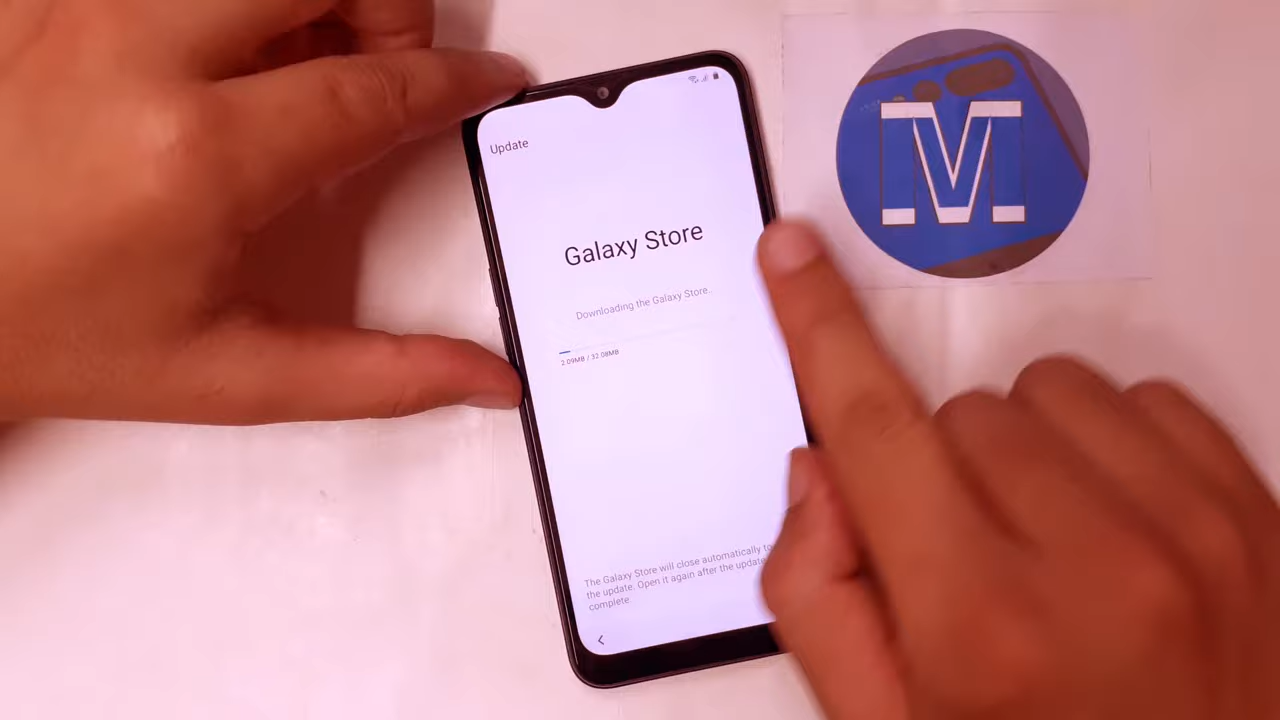 Update
Galaxy Store
Downloading the Galaxy Store..
2.09MB / 32.08MB
The Galaxy Store will close automatically to
the update. Open it again after the update
complete.
M